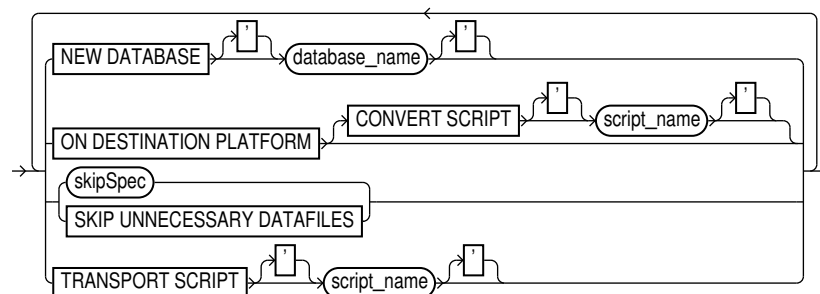 NEW DATABASE ' database_name '
ON DESTINATION PLATFORM CONVERT SCRIPT ' script_name '
skipSpec
SKIP UNNECESSARY DATAFILES
TRANSPORT SCRIPT ' script_name '